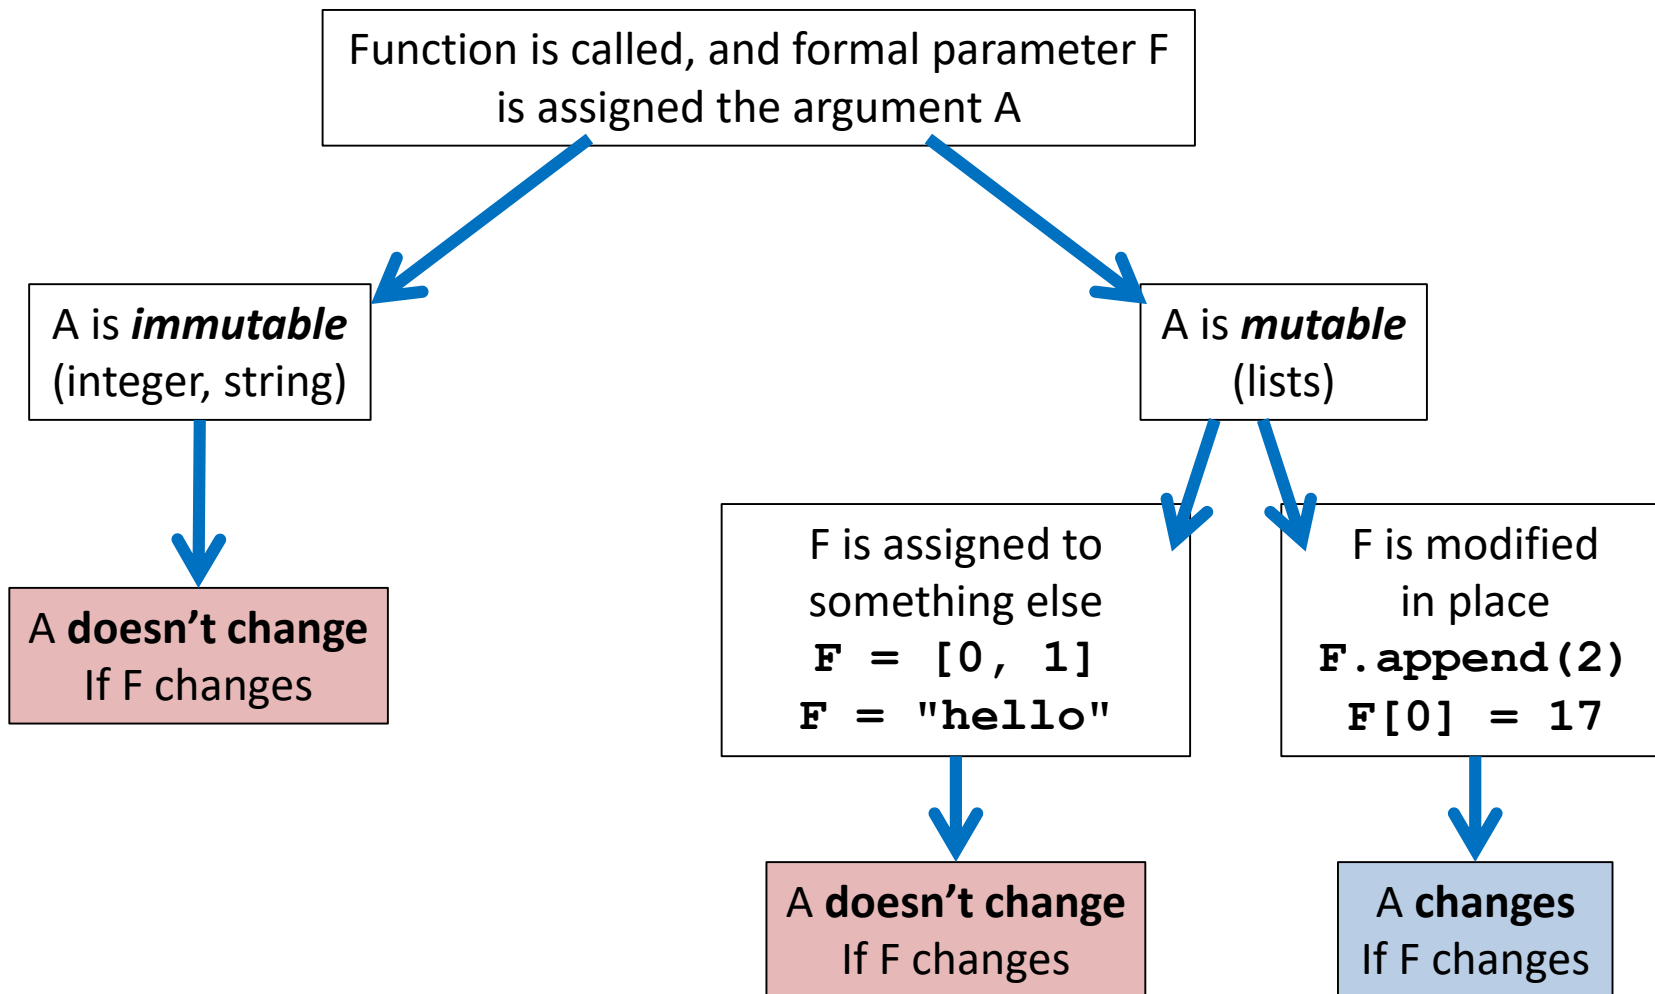 Function is called, and formal parameter F
is assigned the argument A
A is immutable
(integer, string)
A is mutable
(lists)
F is assigned to
something else
F = [0, 1]
F = "hello"
F is modified
in place
F.append(2)
F[0] = 17
A doesn’t change
If F changes
A doesn’t change
If F changes
A changes
If F changes